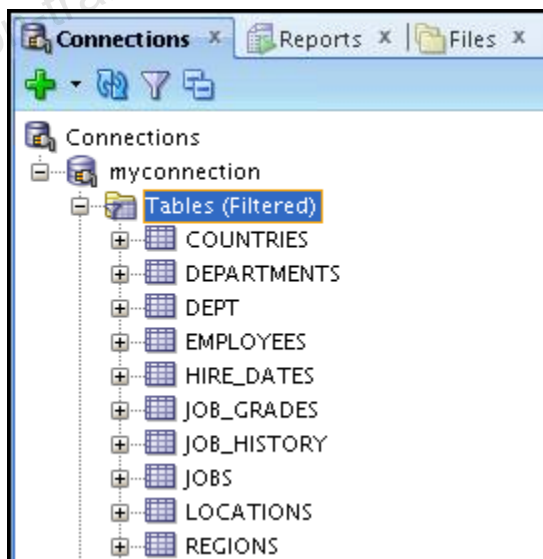 Connections Reports Files
Connections
myconnection
Tables (Filtered)
COUNTRIES
DEPARTMENTS
DEPT
EMPLOYEES
HIRE_DATES
JOB_GRADES
JOB_HISTORY
JOBS
LOCATIONS
REGIONS